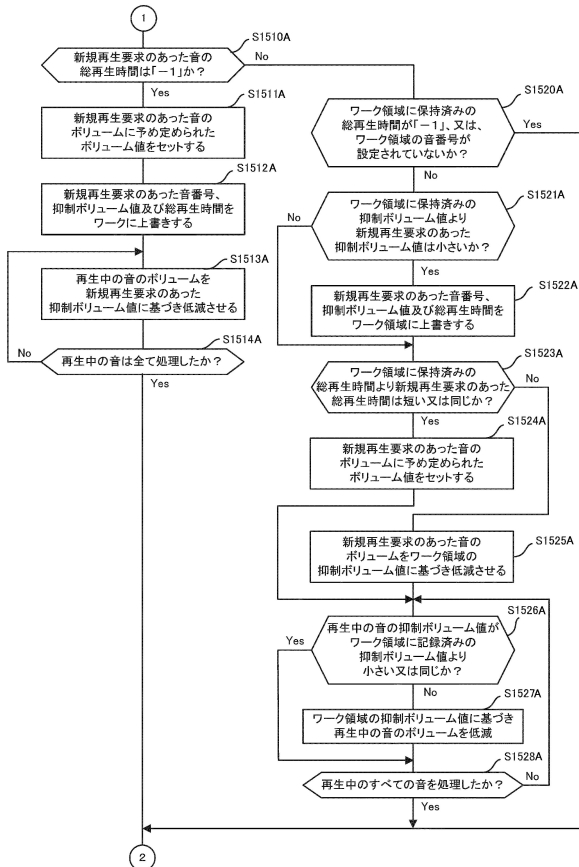 1
S1510A
新規再生要求のあった音の
総再生時間は「－1」か？
No
Yes
S1511A
新規再生要求のあった音の
ボリュームに予め定められた
ボリューム値をセットする
S1512A
新規再生要求のあった音番号、
抑制ボリューム値及び総再生時間を
ワークに上書きする
S1513A
再生中の音のボリュームを
新規再生要求のあった
抑制ボリューム値に基づき低減させる
S1514A
No
再生中の音は全て処理したか？
Yes
S1520A
ワーク領域に保持済みの
総再生時間が「－1」、又は、
ワーク領域の音番号が
設定されていないか？
Yes
No
S1521A
No
ワーク領域に保持済みの
抑制ボリューム値より
新規再生要求のあった
抑制ボリューム値は小さいか？
Yes
S1522A
新規再生要求のあった音番号、
抑制ボリューム値及び総再生時間を
ワーク領域に上書きする
S1523A
ワーク領域に保持済みの
総再生時間より新規再生要求のあった
総再生時間は短い又は同じか？
No
Yes
S1524A
新規再生要求のあった音の
ボリュームに予め定められた
ボリューム値をセットする
新規再生要求のあった音の
ボリュームをワーク領域の
抑制ボリューム値に基づき低減させる
S1525A
S1526A
再生中の音の抑制ボリューム値が
ワーク領域に記録済みの
抑制ボリューム値より
小さい又は同じか？
Yes
No
S1527A
ワーク領域の抑制ボリューム値に基づき
再生中の音のボリュームを低減
S1528A
再生中のすべての音を処理したか？
No
Yes
2